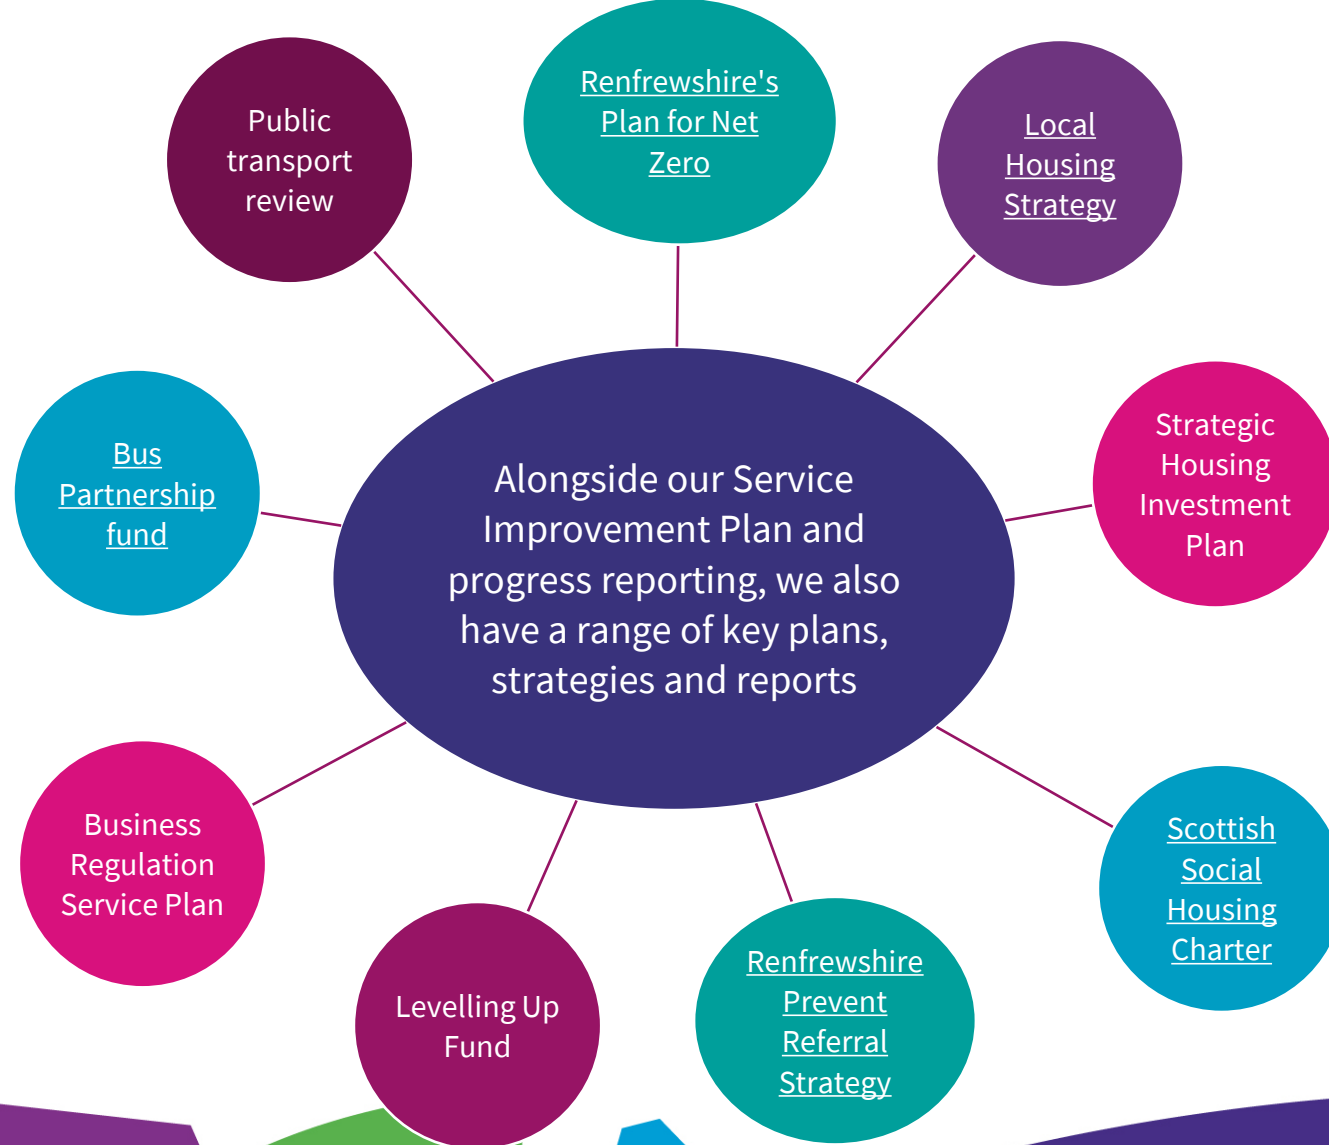 Public
transport
review
Renfrewshire's
Plan for Net
Zero
Local
Housing
Strategy
Bus
Partnership
fund
Alongside our Service
Improvement Plan and
progress reporting, we also
have a range of key plans,
strategies and reports
Strategic
Housing
Investment
Plan
Business
Regulation
Service Plan
Scottish
Social
Housing
Charter
Levelling Up
Fund
Renfrewshire
Prevent
Referral
Strategy